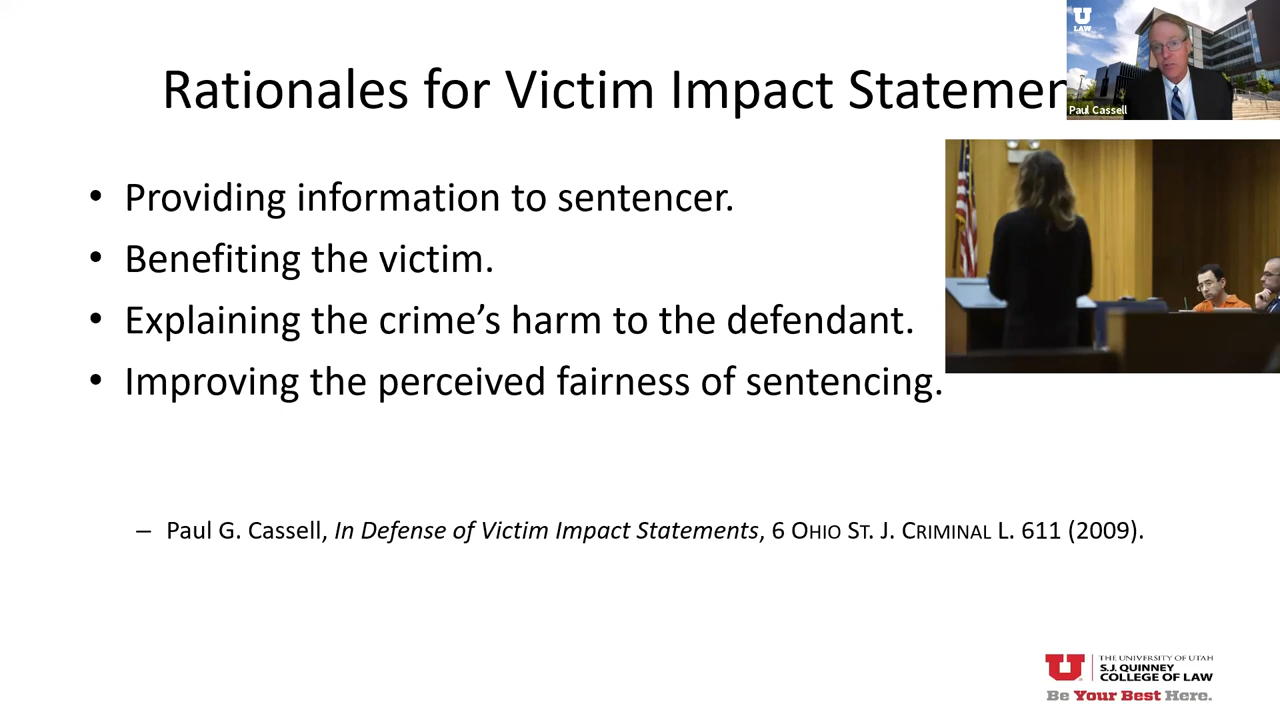 Rationales for Victim Impact Statemen
U
LAW
Paul Cassell
• Providing information to sentencer.
• Benefiting the victim.
• Explaining the crime’s harm to the defendant.
• Improving the perceived fairness of sentencing.
– Paul G. Cassell, In Defense of Victim Impact Statements, 6 OHIO ST. J. CRIMINAL L. 611 (2009).
U
THE UNIVERSITY OF UTAH
S.J. QUINNEY
COLLEGE OF LAW
Be Your Best Here.